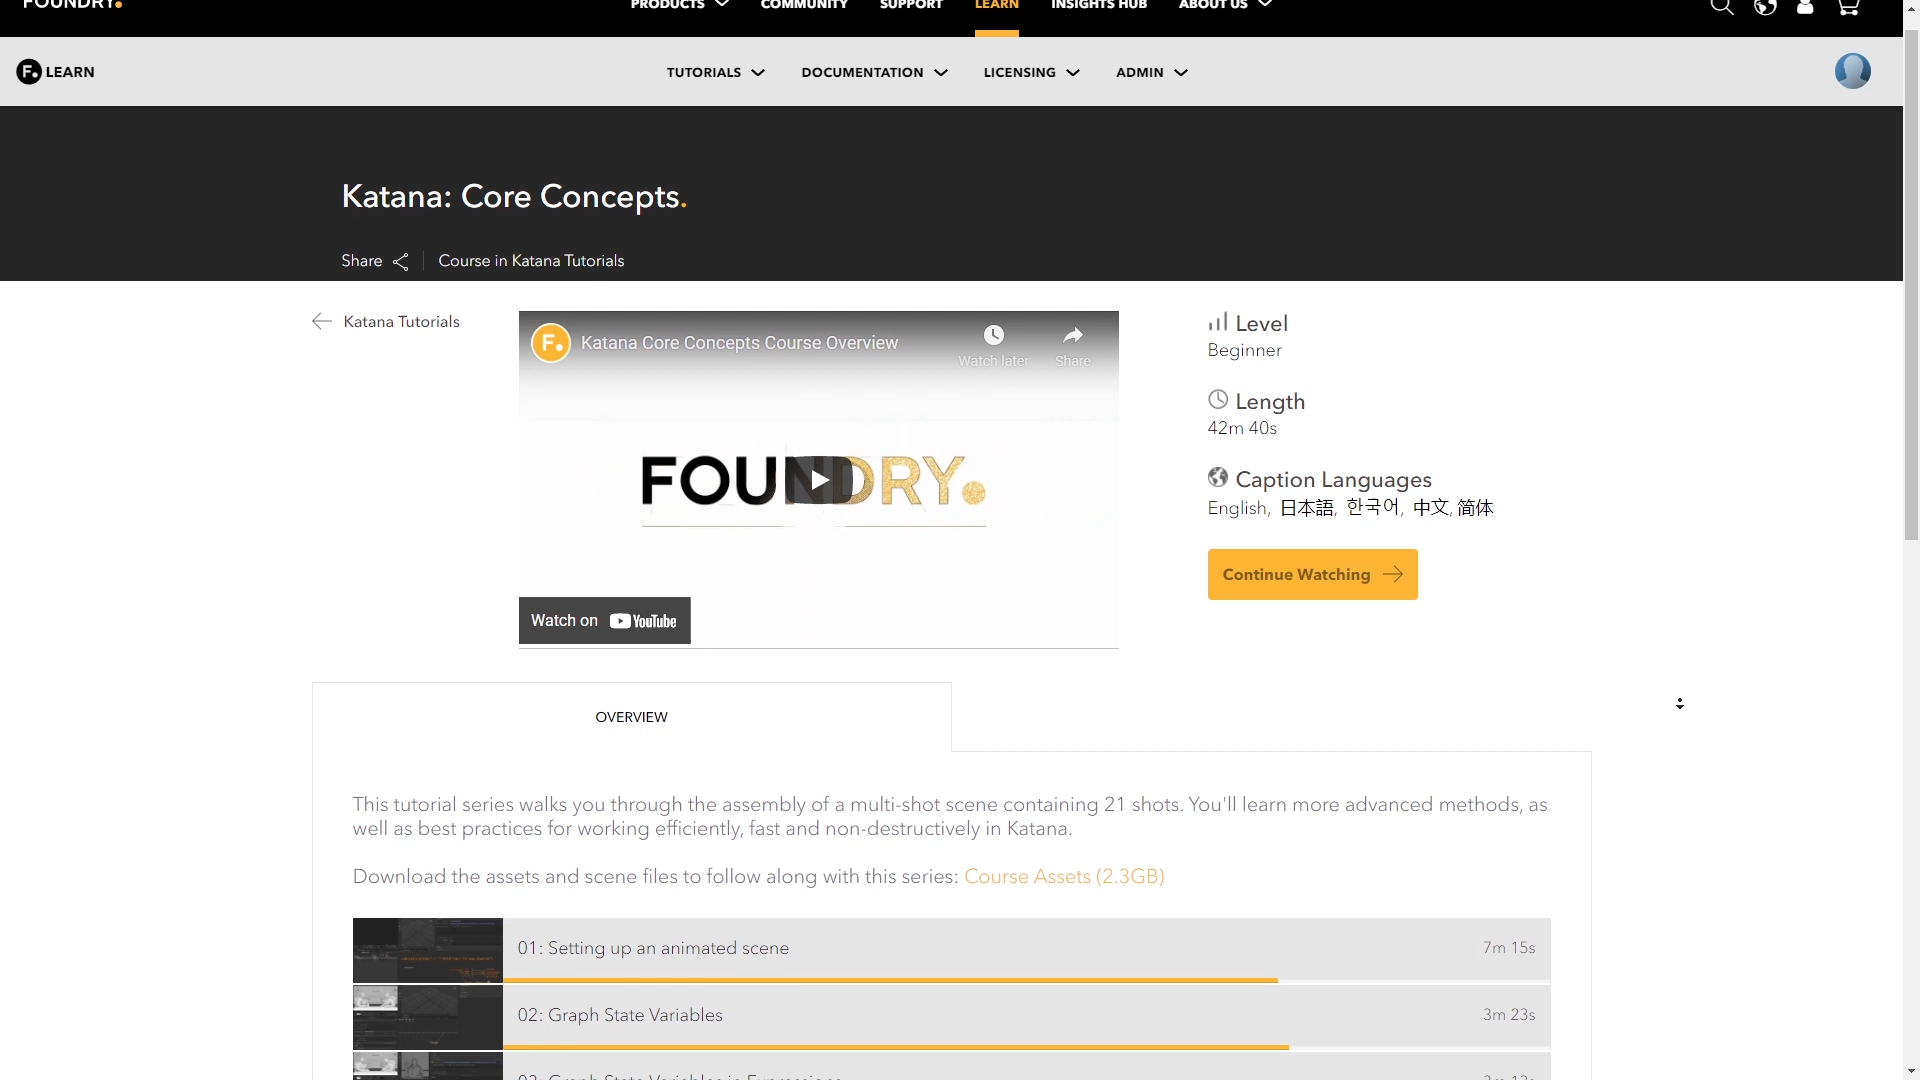 FOUNDRY.
PRODUCTS
COMMUNITY
SUPPORT
LEARN
INSIGHTS HUB
ABOUT US
F. LEARN
TUTORIALS
DOCUMENTATION
LICENSING
ADMIN
Katana: Core Concepts.
Share
Course in Katana Tutorials
Katana Tutorials
F.
Katana Core Concepts Course Overview
Watch later
Share
FOUNDRY.
Watch on YouTube
Level
Beginner
Length
42m 40s
Caption Languages
English, 日本語, 한국어, 中文, 简体
Continue Watching
OVERVIEW
This tutorial series walks you through the assembly of a multi-shot scene containing 21 shots. You'll learn more advanced methods, as
well as best practices for working efficiently, fast and non-destructively in Katana.
Download the assets and scene files to follow along with this series: Course Assets (2.3GB)
01: Setting up an animated scene
7m 15s
02: Graph State Variables
3m 23s
03: Graph State Variables in Expressions